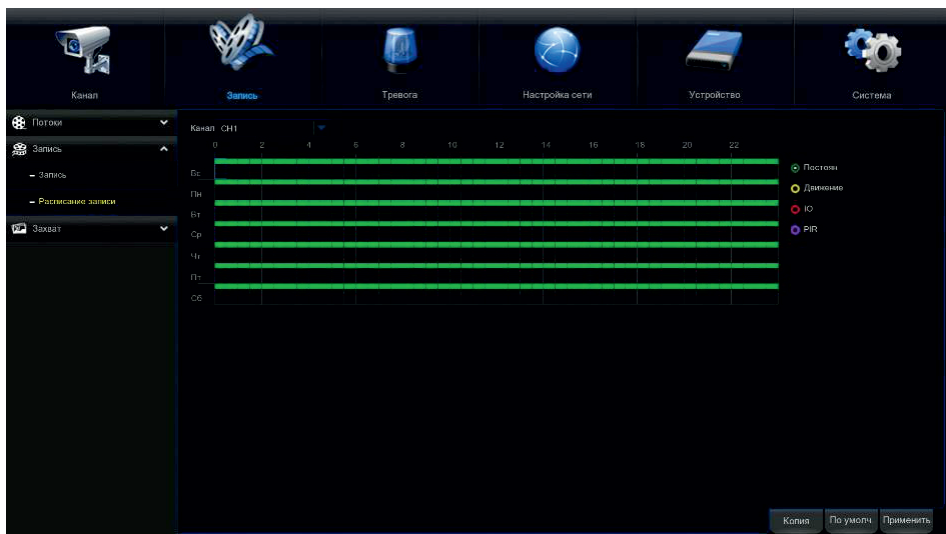 Канал Запись Тревога Настройка сети Устройство Система
Потоки
Запись
Запись
Расписание записи
Захват
Канал CH1
0 2 4 6 8 10 12 14 16 18 20 22
Вс
Пн
Вт
Ср
Чт
Пт
Сб
Постоян
Движение
IO
PIR
Копия По умолч. Применить